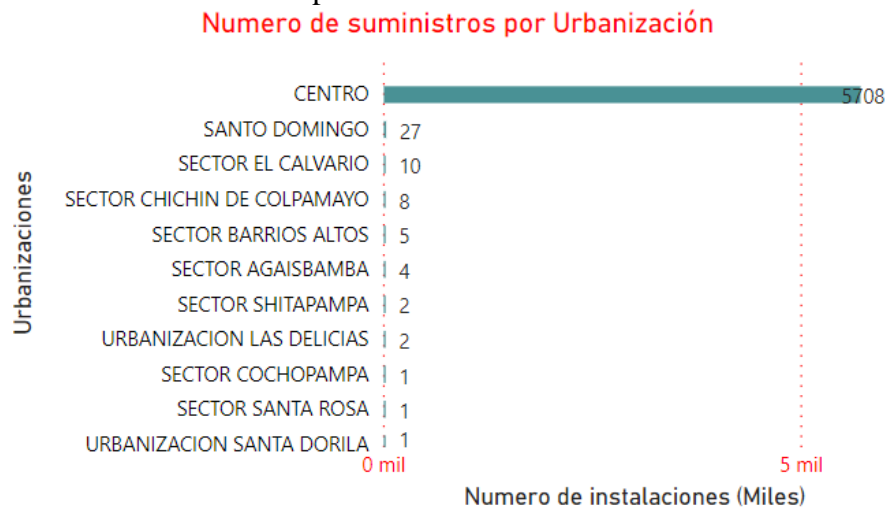 Numero de suministros por Urbanización
CENTRO 5708
SANTO DOMINGO 27
SECTOR EL CALVARIO 10
SECTOR CHICHIN DE COLPAMAYO 8
SECTOR BARRIOS ALTOS 5
SECTOR AGAISBAMBA 4
SECTOR SHITAPAMPA 2
URBANIZACION LAS DELICIAS 2
SECTOR COCHOPAMPA 1
SECTOR SANTA ROSA 1
URBANIZACION SANTA DORILA 1
Urbanizaciones
0 mil 5 mil
Numero de instalaciones (Miles)